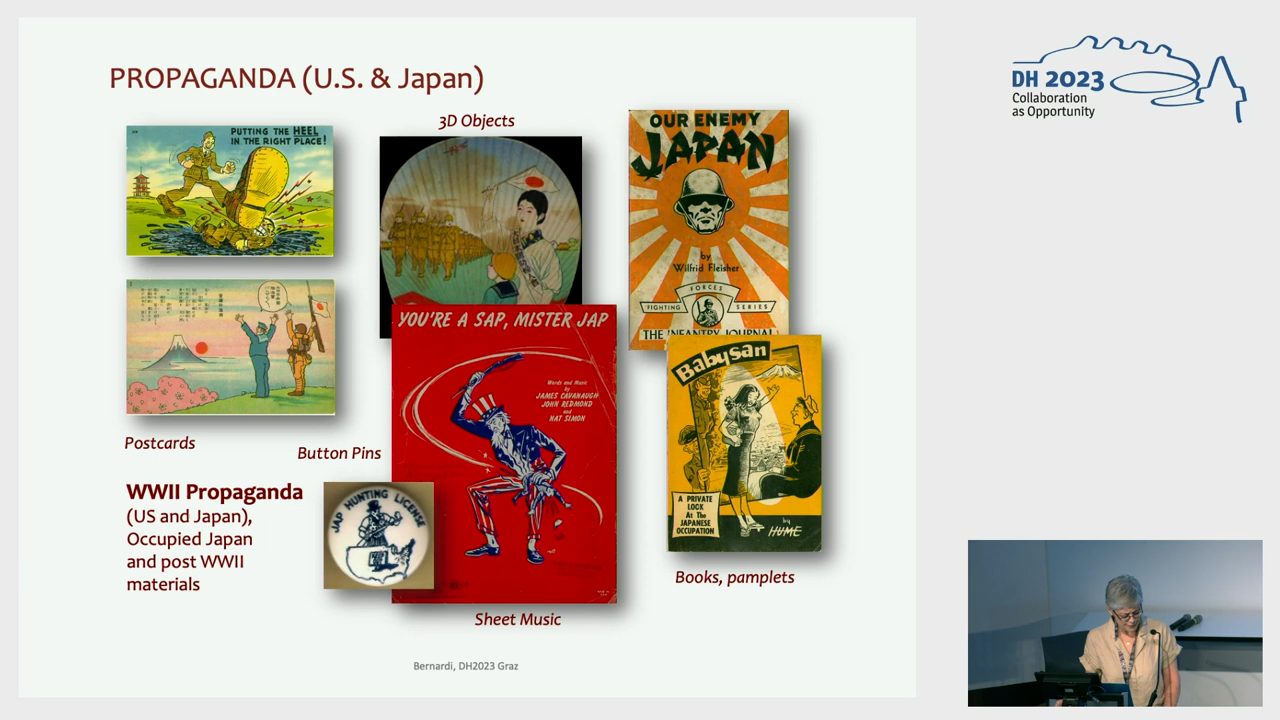 PROPAGANDA (U.S. & Japan)
PUTTING THE HEEL
IN THE RIGHT PLACE!
Postcards
3D Objects
Button Pins
JAP HUNTING LICENSE
YOU'RE A SAP, MISTER JAP
Words and Music
by
JAMES CAVANAUGH
JOHN REDMOND
and
NAT SIMON
Sheet Music
OUR ENEMY
JAPAN
by
Wilfrid Fleisher
FORCES
FIGHTING SERIES
THE INFANTRY JOURNAL
Babysan
A PRIVATE
LOOK
At The
JAPANESE
OCCUPATION
by
HUME
Books, pamplets
WWII Propaganda
(US and Japan),
Occupied Japan
and post WWII
materials
Bernardi, DH2023 Graz
DH 2023
Collaboration
as Opportunity